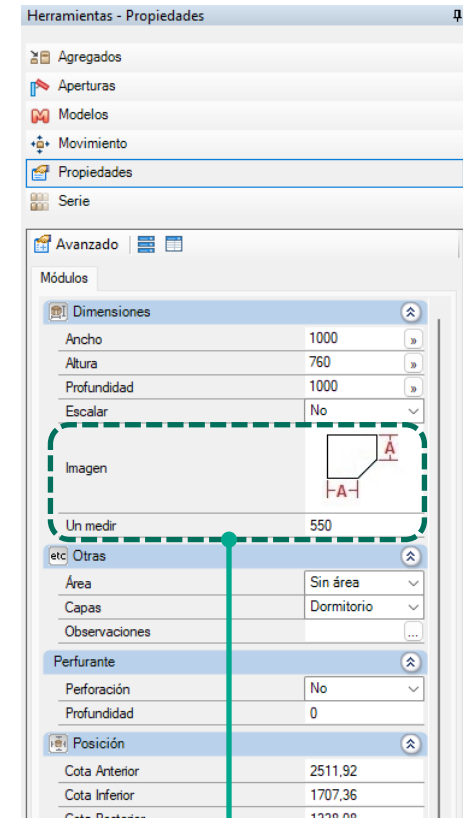 Herramientas - Propiedades
Agregados
Aperturas
Modelos
Movimiento
Propiedades
Serie
Avanzado
Módulos
Dimensiones
Ancho 1000 »
Altura 760 »
Profundidad 1000 »
Escalar No
Imagen A A
Un medir 550
etc Otras
Área Sin área
Capas Dormitorio
Observaciones ...
Perfurante
Perforación No
Profundidad 0
Posición
Cota Anterior 2511,92
Cota Inferior 1707,36